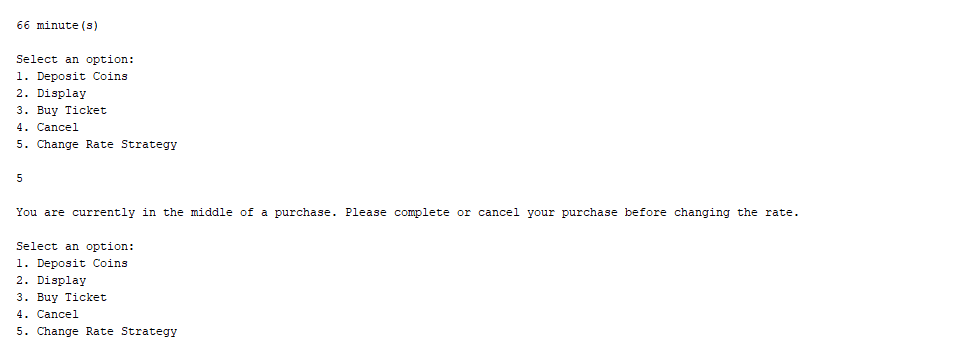 66 minute(s)
Select an option:
1. Deposit Coins
2. Display
3. Buy Ticket
4. Cancel
5. Change Rate Strategy
5
You are currently in the middle of a purchase. Please complete or cancel your purchase before changing the rate.
Select an option:
1. Deposit Coins
2. Display
3. Buy Ticket
4. Cancel
5. Change Rate Strategy